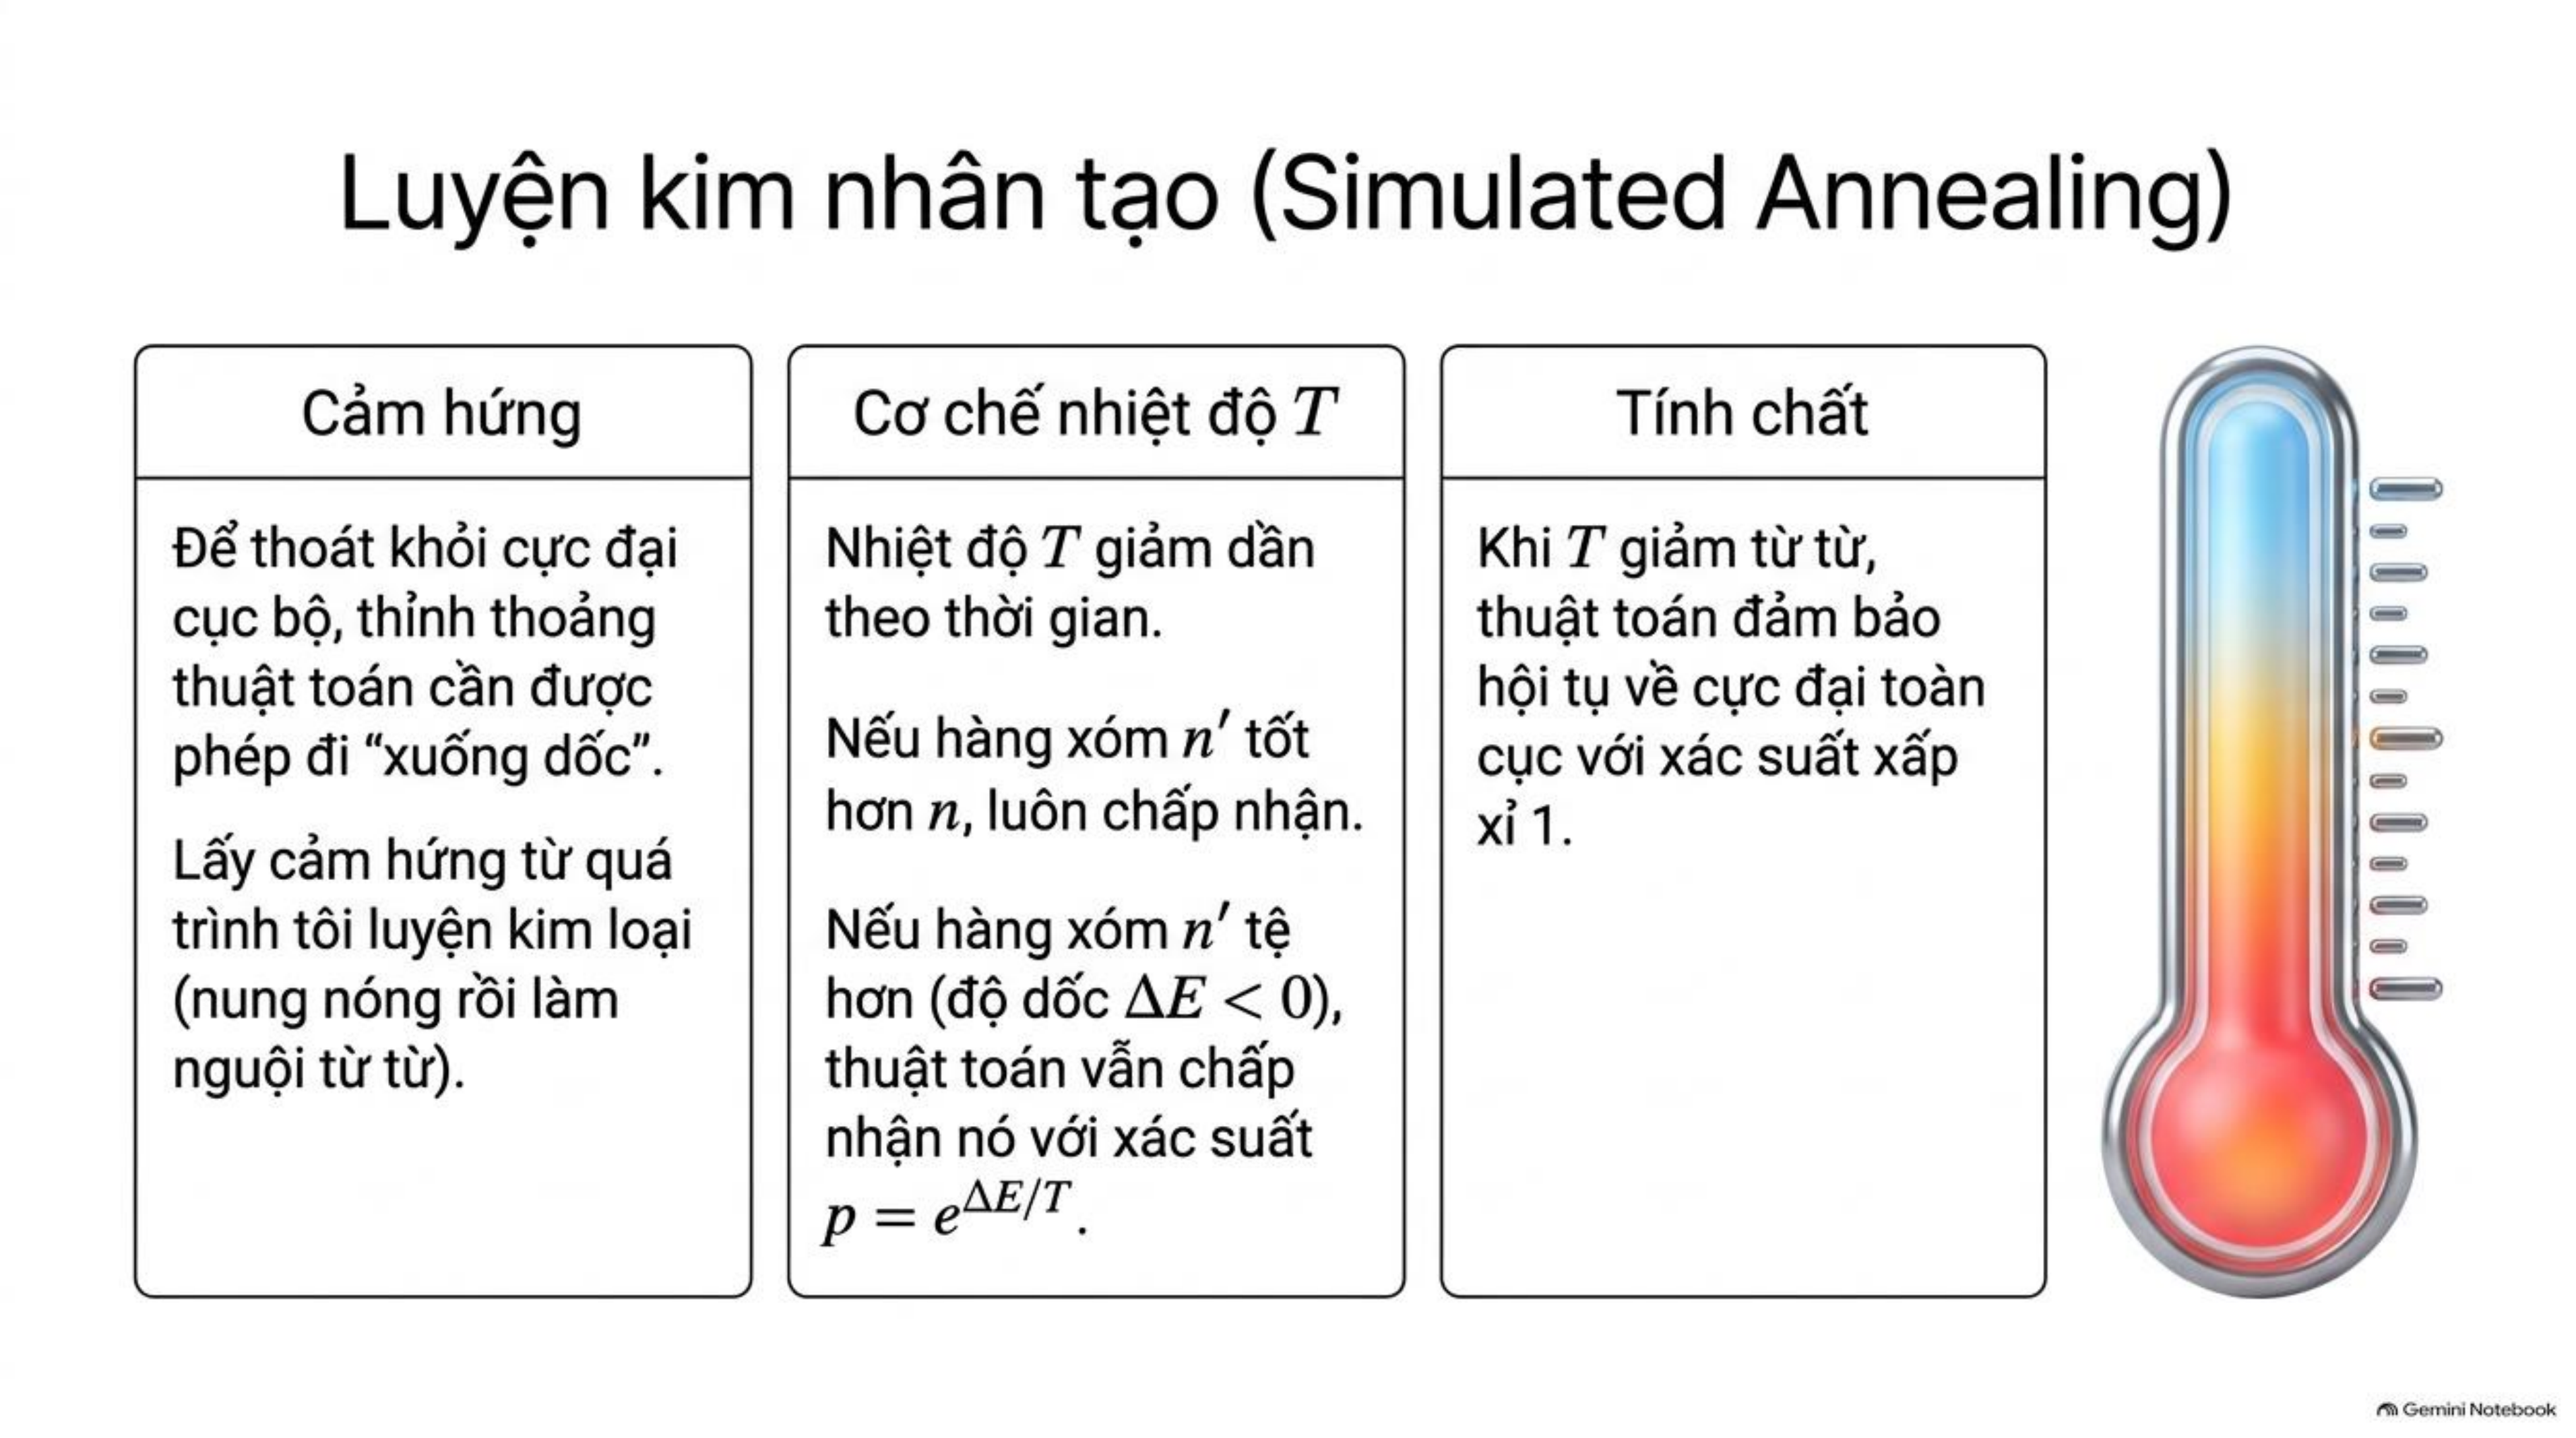 Luyện kim nhân tạo (Simulated Annealing)
Cảm hứng
Để thoát khỏi cực đại
cục bộ, thỉnh thoảng
thuật toán cần được
phép đi “xuống dốc”.
Lấy cảm hứng từ quá
trình tôi luyện kim loại
(nung nóng rồi làm
nguội từ từ).
Cơ chế nhiệt độ T
Nhiệt độ T giảm dần
theo thời gian.
Nếu hàng xóm n′ tốt
hơn n, luôn chấp nhận.
Nếu hàng xóm n′ tệ
hơn (độ dốc ΔE < 0),
thuật toán vẫn chấp
nhận nó với xác suất
p = e^{ΔE/T}.
Tính chất
Khi T giảm từ từ,
thuật toán đảm bảo
hội tụ về cực đại toàn
cục với xác suất xấp
xỉ 1.
Gemini Notebook